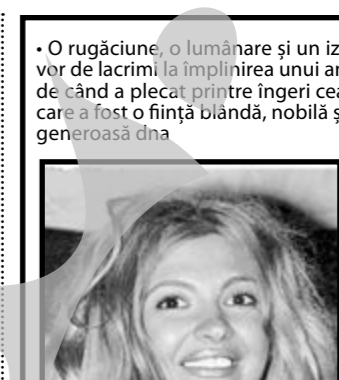 • O rugăciune, o lumânare și un iz
vor de lacrimi la împlinirea unui an
de când a plecat printre îngeri cea
care a fost o ființă blândă, nobilă ș
generoasă dna